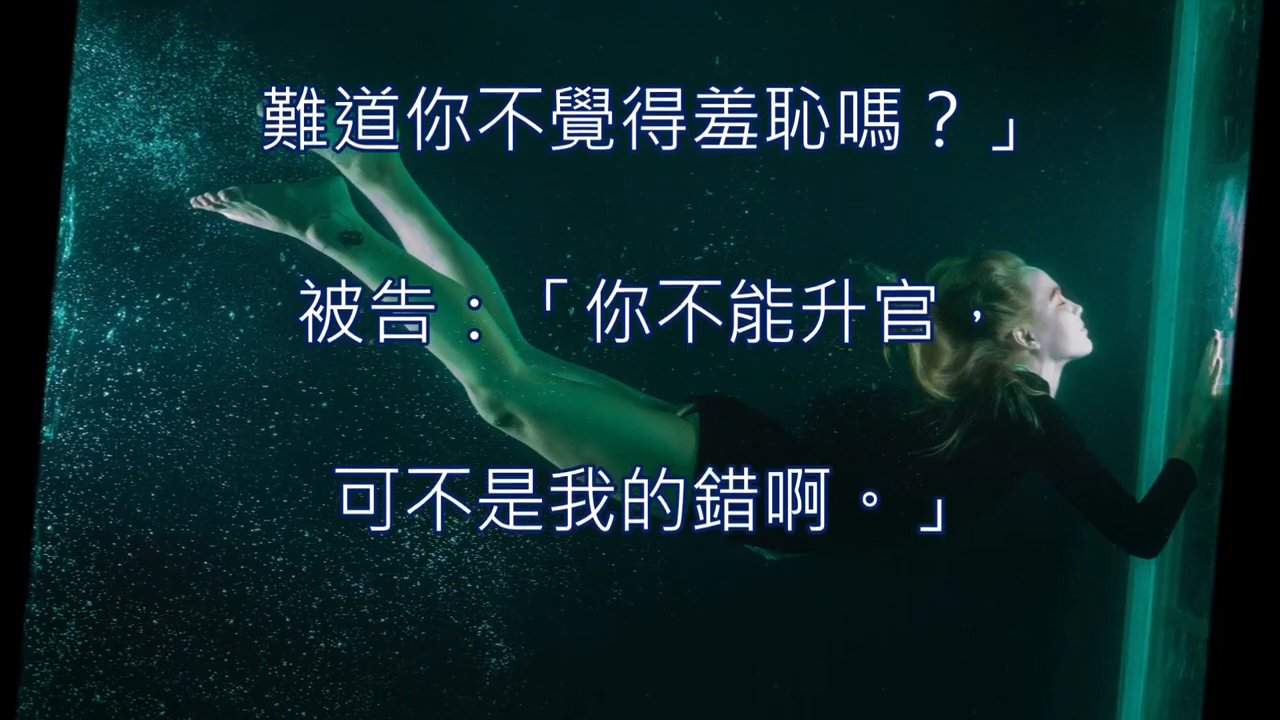 難道你不覺得羞恥嗎？」
被告：「你不能升官，
可不是我的錯啊。」